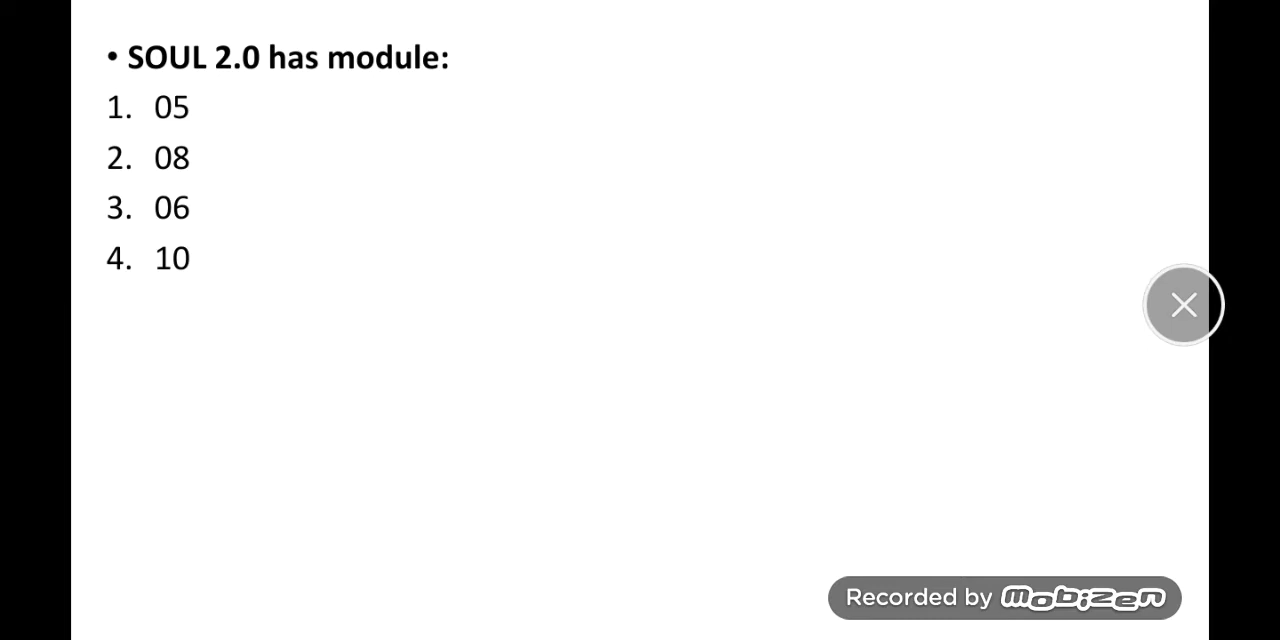 • SOUL 2.0 has module:
1. 05
2. 08
3. 06
4. 10
Recorded by mobizen